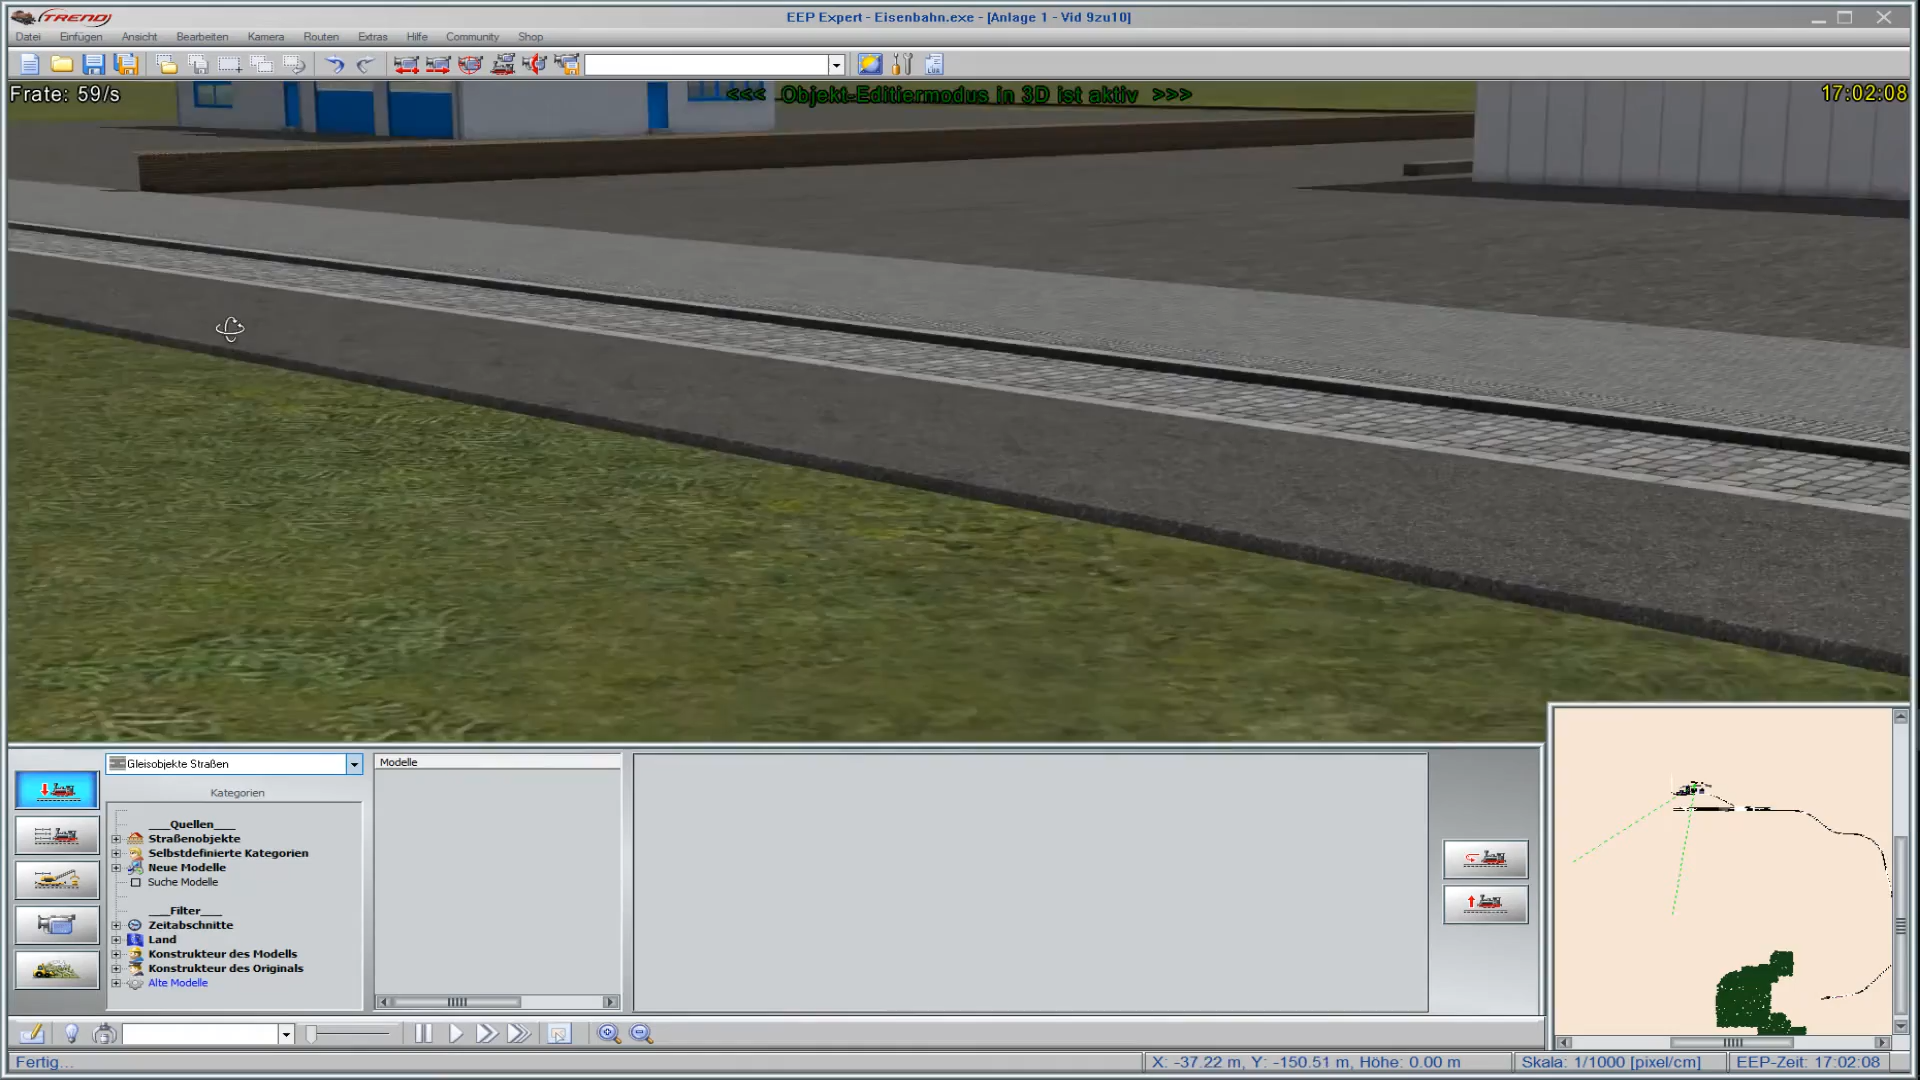 TREND
EEP Expert - Eisenbahn.exe - [Anlage 1 - Vid 9zu10]
Datei Einfügen Ansicht Bearbeiten Kamera Routen Extras Hilfe Community Shop
LUA
Frate: 59/s
<<< Objekt-Editiermodus in 3D ist aktiv >>>
17:02:08
Gleisobjekte Straßen
Modelle
Kategorien
___Quellen___
Straßenobjekte
Selbstdefinierte Kategorien
Neue Modelle
Suche Modelle
___Filter___
Zeitabschnitte
Land
Konstrukteur des Modells
Konstrukteur des Originals
Alte Modelle
Fertig...
X: -37.22 m, Y: -150.51 m, Höhe: 0.00 m
Skala: 1/1000 [pixel/cm]
EEP-Zeit: 17:02:08